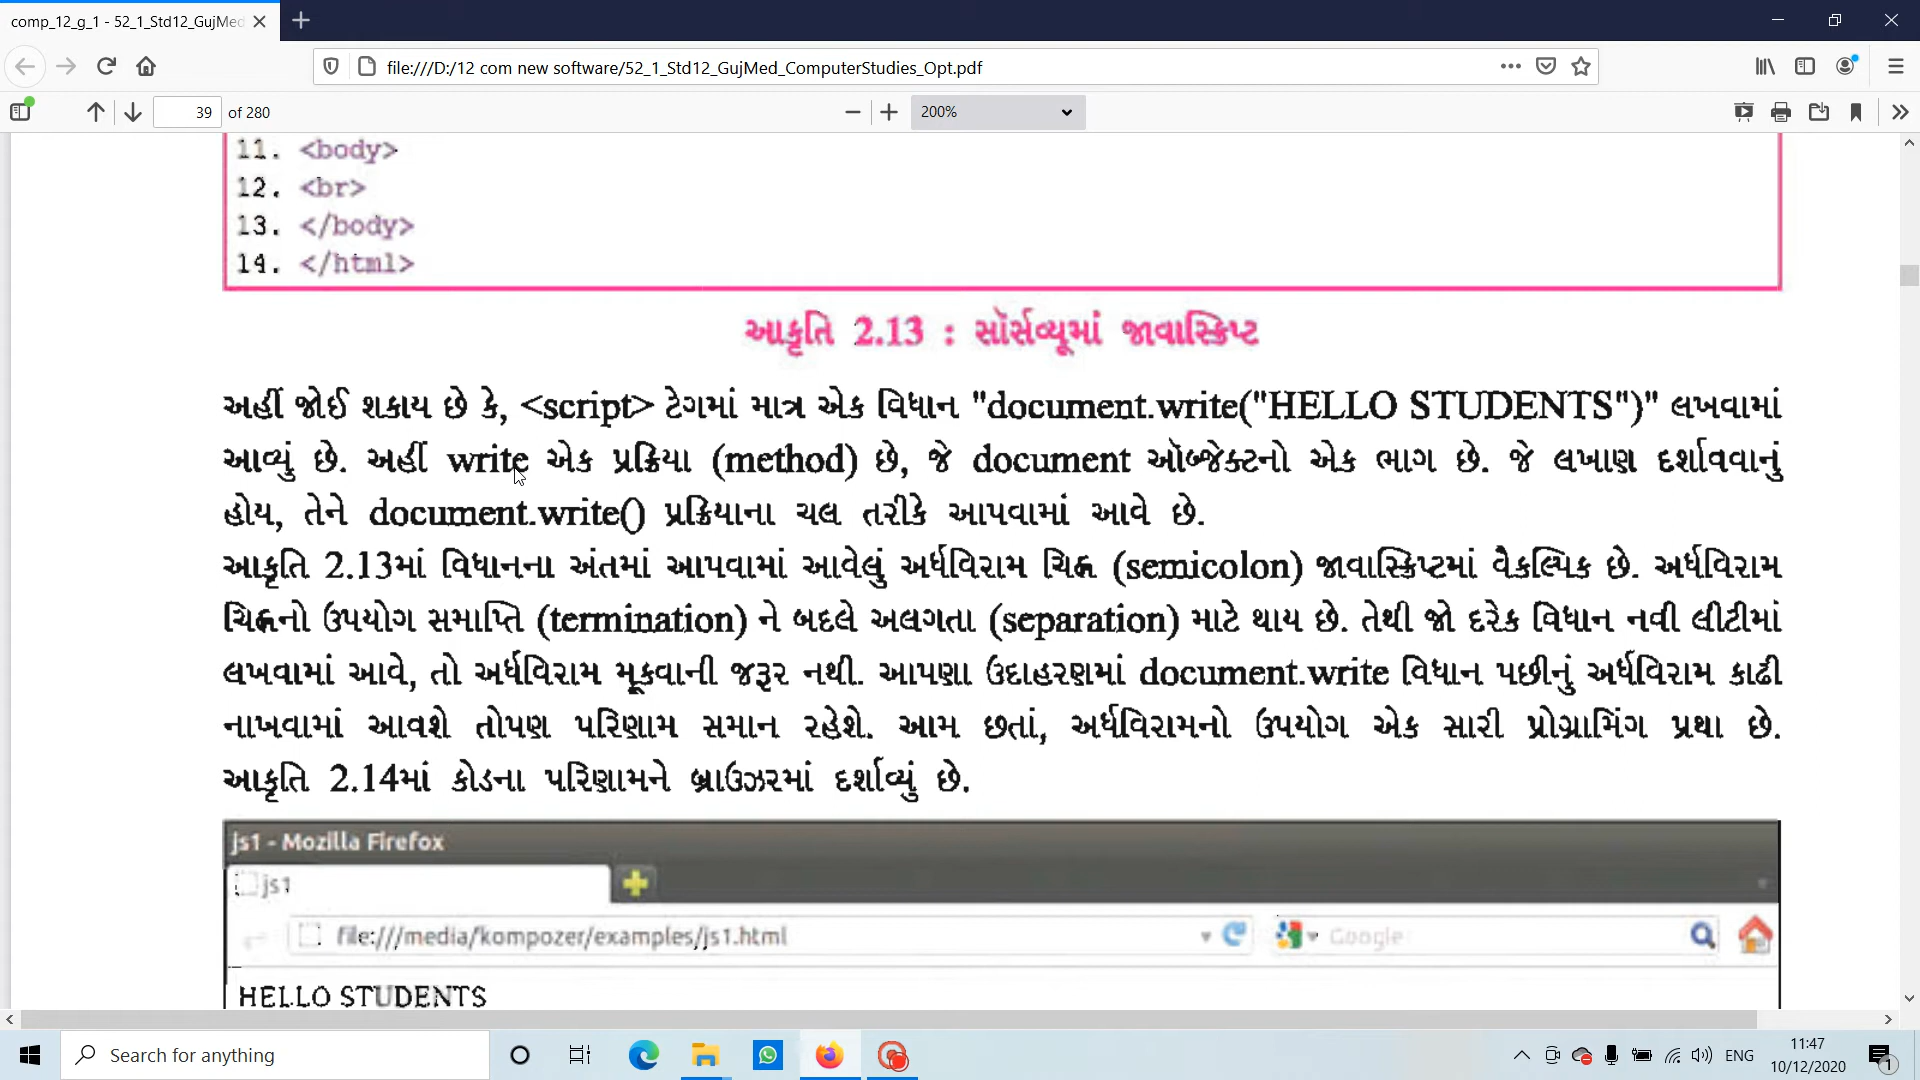 comp_12_g_1 - 52_1_Std12_GujMed
file:///D:/12 com new software/52_1_Std12_GujMed_ComputerStudies_Opt.pdf
39 of 280
200%
11. <body>
12. <br>
13. </body>
14. </html>
આકૃતિ 2.13 : સૉર્સવ્યૂમાં જાવાસ્ક્રિપ્ટ
અહીં જોઈ શકાય છે કે, <script> ટેગમાં માત્ર એક વિધાન "document.write("HELLO STUDENTS")" લખવામાં
આવ્યું છે. અહીં write એક પ્રક્રિયા (method) છે, જે document ઑબ્જેક્ટનો એક ભાગ છે. જે લખાણ દર્શાવવાનું
હોય, તેને document.write() પ્રક્રિયાના ચલ તરીકે આપવામાં આવે છે.
આકૃતિ 2.13માં વિધાનના અંતમાં આપવામાં આવેલું અર્ધવિરામ ચિહ્ન (semicolon) જાવાસ્ક્રિપ્ટમાં વૈકલ્પિક છે. અર્ધવિરામ
ચિહ્નનો ઉપયોગ સમાપ્તિ (termination) ને બદલે અલગતા (separation) માટે થાય છે. તેથી જો દરેક વિધાન નવી લીટીમાં
લખવામાં આવે, તો અર્ધવિરામ મૂકવાની જરૂર નથી. આપણા ઉદાહરણમાં document.write વિધાન પછીનું અર્ધવિરામ કાઢી
નાખવામાં આવશે તોપણ પરિણામ સમાન રહેશે. આમ છતાં, અર્ધવિરામનો ઉપયોગ એક સારી પ્રોગ્રામિંગ પ્રથા છે.
આકૃતિ 2.14માં કોડના પરિણામને બ્રાઉઝરમાં દર્શાવ્યું છે.
js1 - Mozilla Firefox
js1
file:///media/kompozer/examples/js1.html
Google
HELLO STUDENTS
Search for anything
ENG
11:47
10/12/2020
1